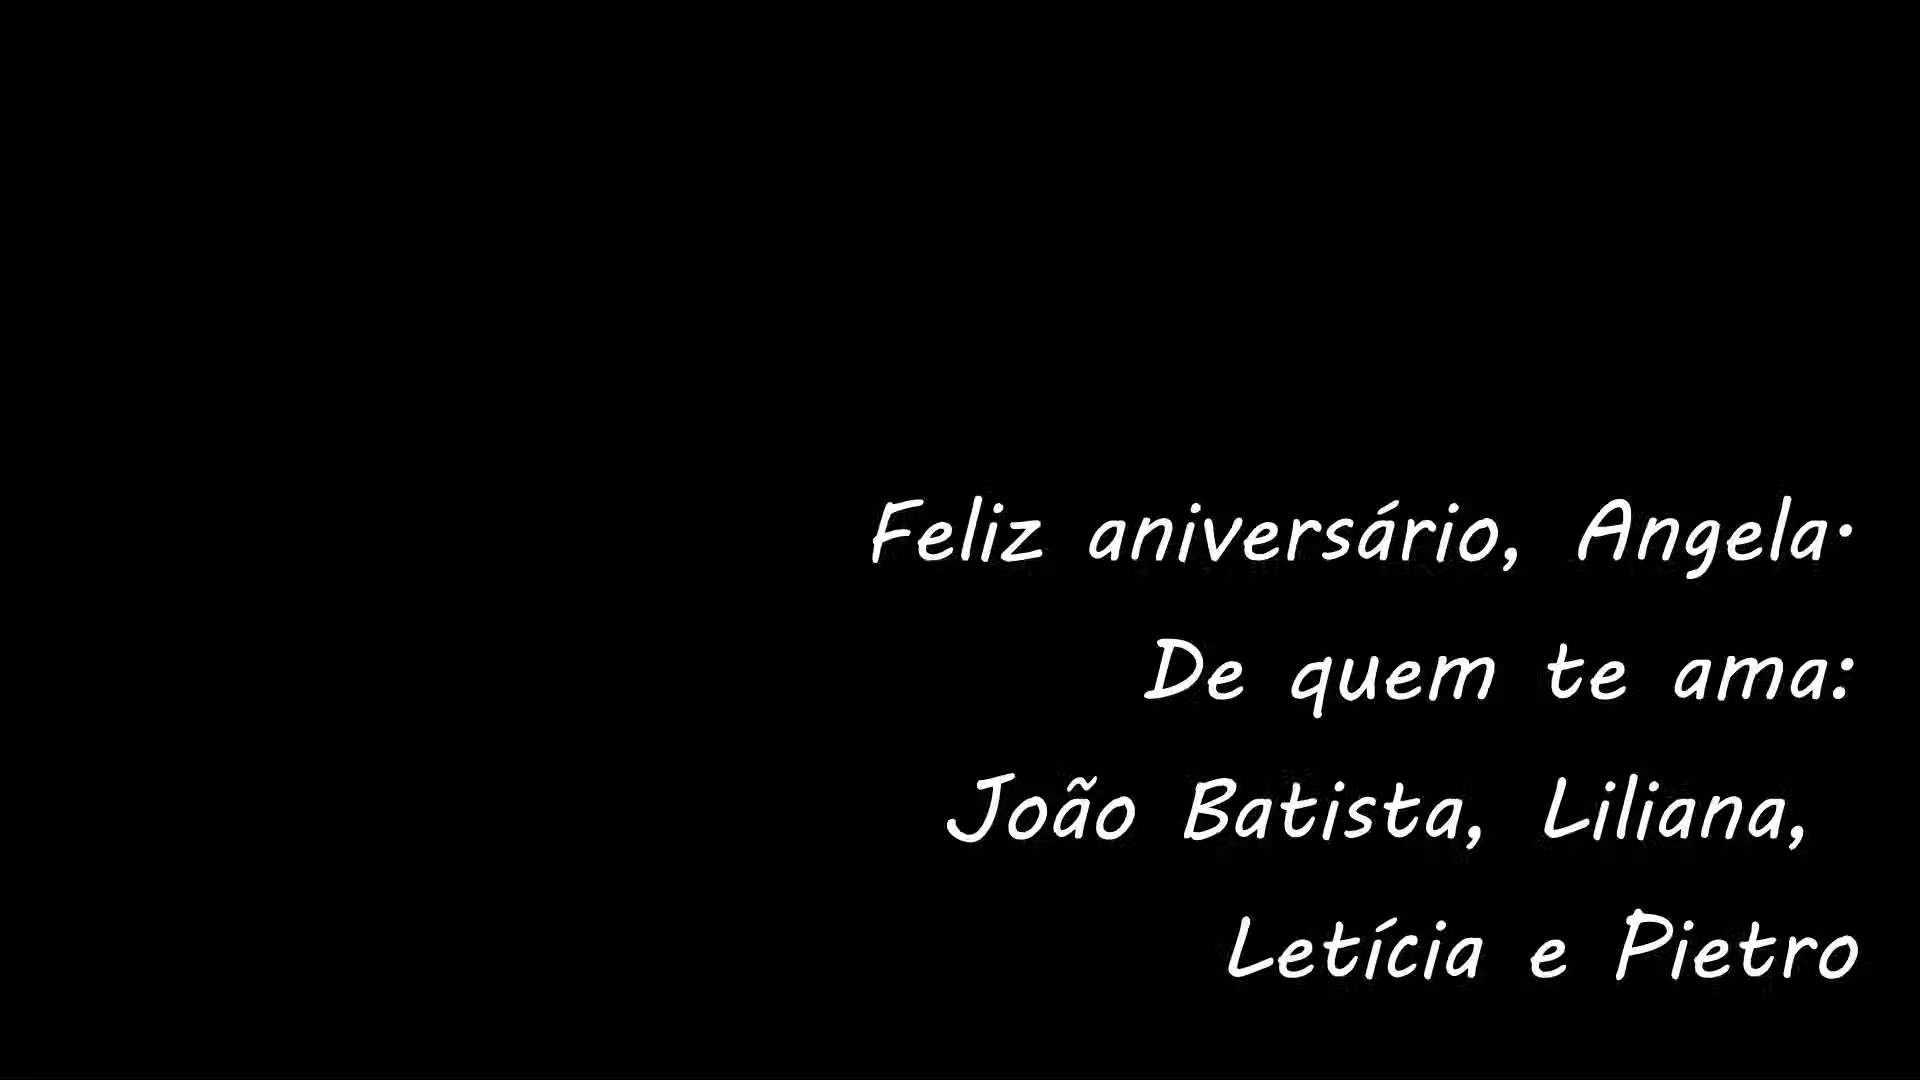 Feliz aniversário, Angela.
De quem te ama:
João Batista, Liliana,
Letícia e Pietro